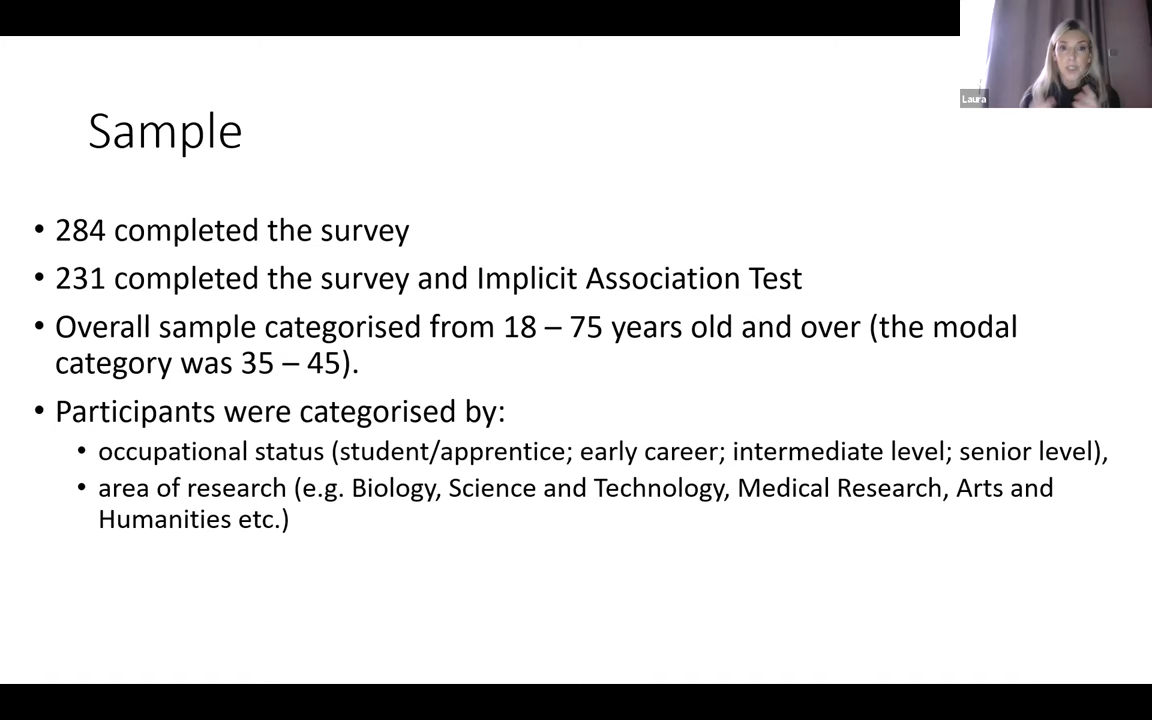 Laura
Sample
• 284 completed the survey
• 231 completed the survey and Implicit Association Test
• Overall sample categorised from 18 – 75 years old and over (the modal
category was 35 – 45).
• Participants were categorised by:
• occupational status (student/apprentice; early career; intermediate level; senior level),
• area of research (e.g. Biology, Science and Technology, Medical Research, Arts and
Humanities etc.)